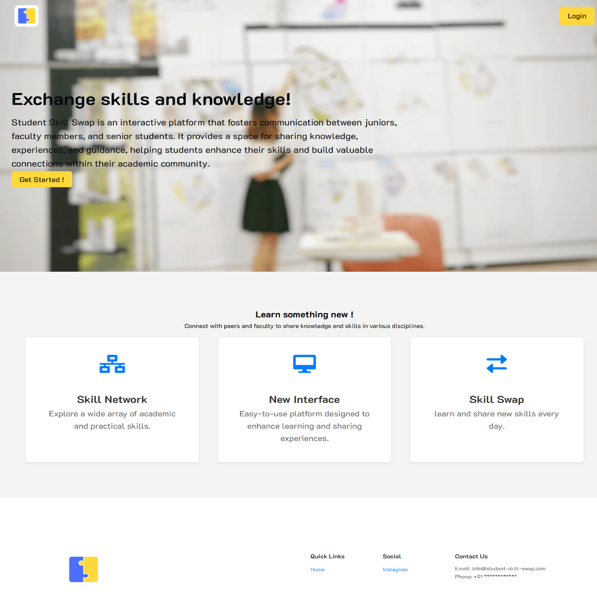 Login
Exchange skills and knowledge!
Student Skill Swap is an interactive platform that fosters communication between juniors,
faculty members, and senior students. It provides a space for sharing knowledge,
experiences, and guidance, helping students enhance their skills and build valuable
connections within their academic community.
Get Started !
Learn something new !
Connect with peers and faculty to share knowledge and skills in various disciplines.
Skill Network
Explore a wide array of academic
and practical skills.
New Interface
Easy-to-use platform designed to
enhance learning and sharing
experiences.
Skill Swap
learn and share new skills every
day.
Quick Links
Home
Social
Instagram
Contact Us
Email: info@student-skill-swap.com
Phone: +91 ************